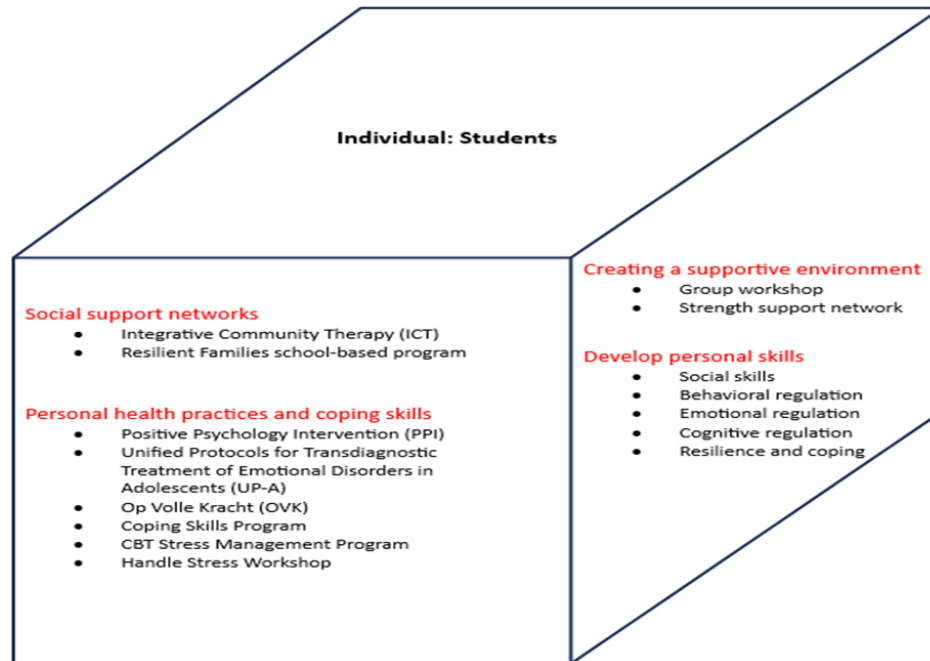 Individual: Students
Social support networks
• Integrative Community Therapy (ICT)
• Resilient Families school-based program
Personal health practices and coping skills
• Positive Psychology Intervention (PPI)
• Unified Protocols for Transdiagnostic
Treatment of Emotional Disorders in
Adolescents (UP-A)
• Op Volle Kracht (OVK)
• Coping Skills Program
• CBT Stress Management Program
• Handle Stress Workshop
Creating a supportive environment
• Group workshop
• Strength support network
Develop personal skills
• Social skills
• Behavioral regulation
• Emotional regulation
• Cognitive regulation
• Resilience and coping